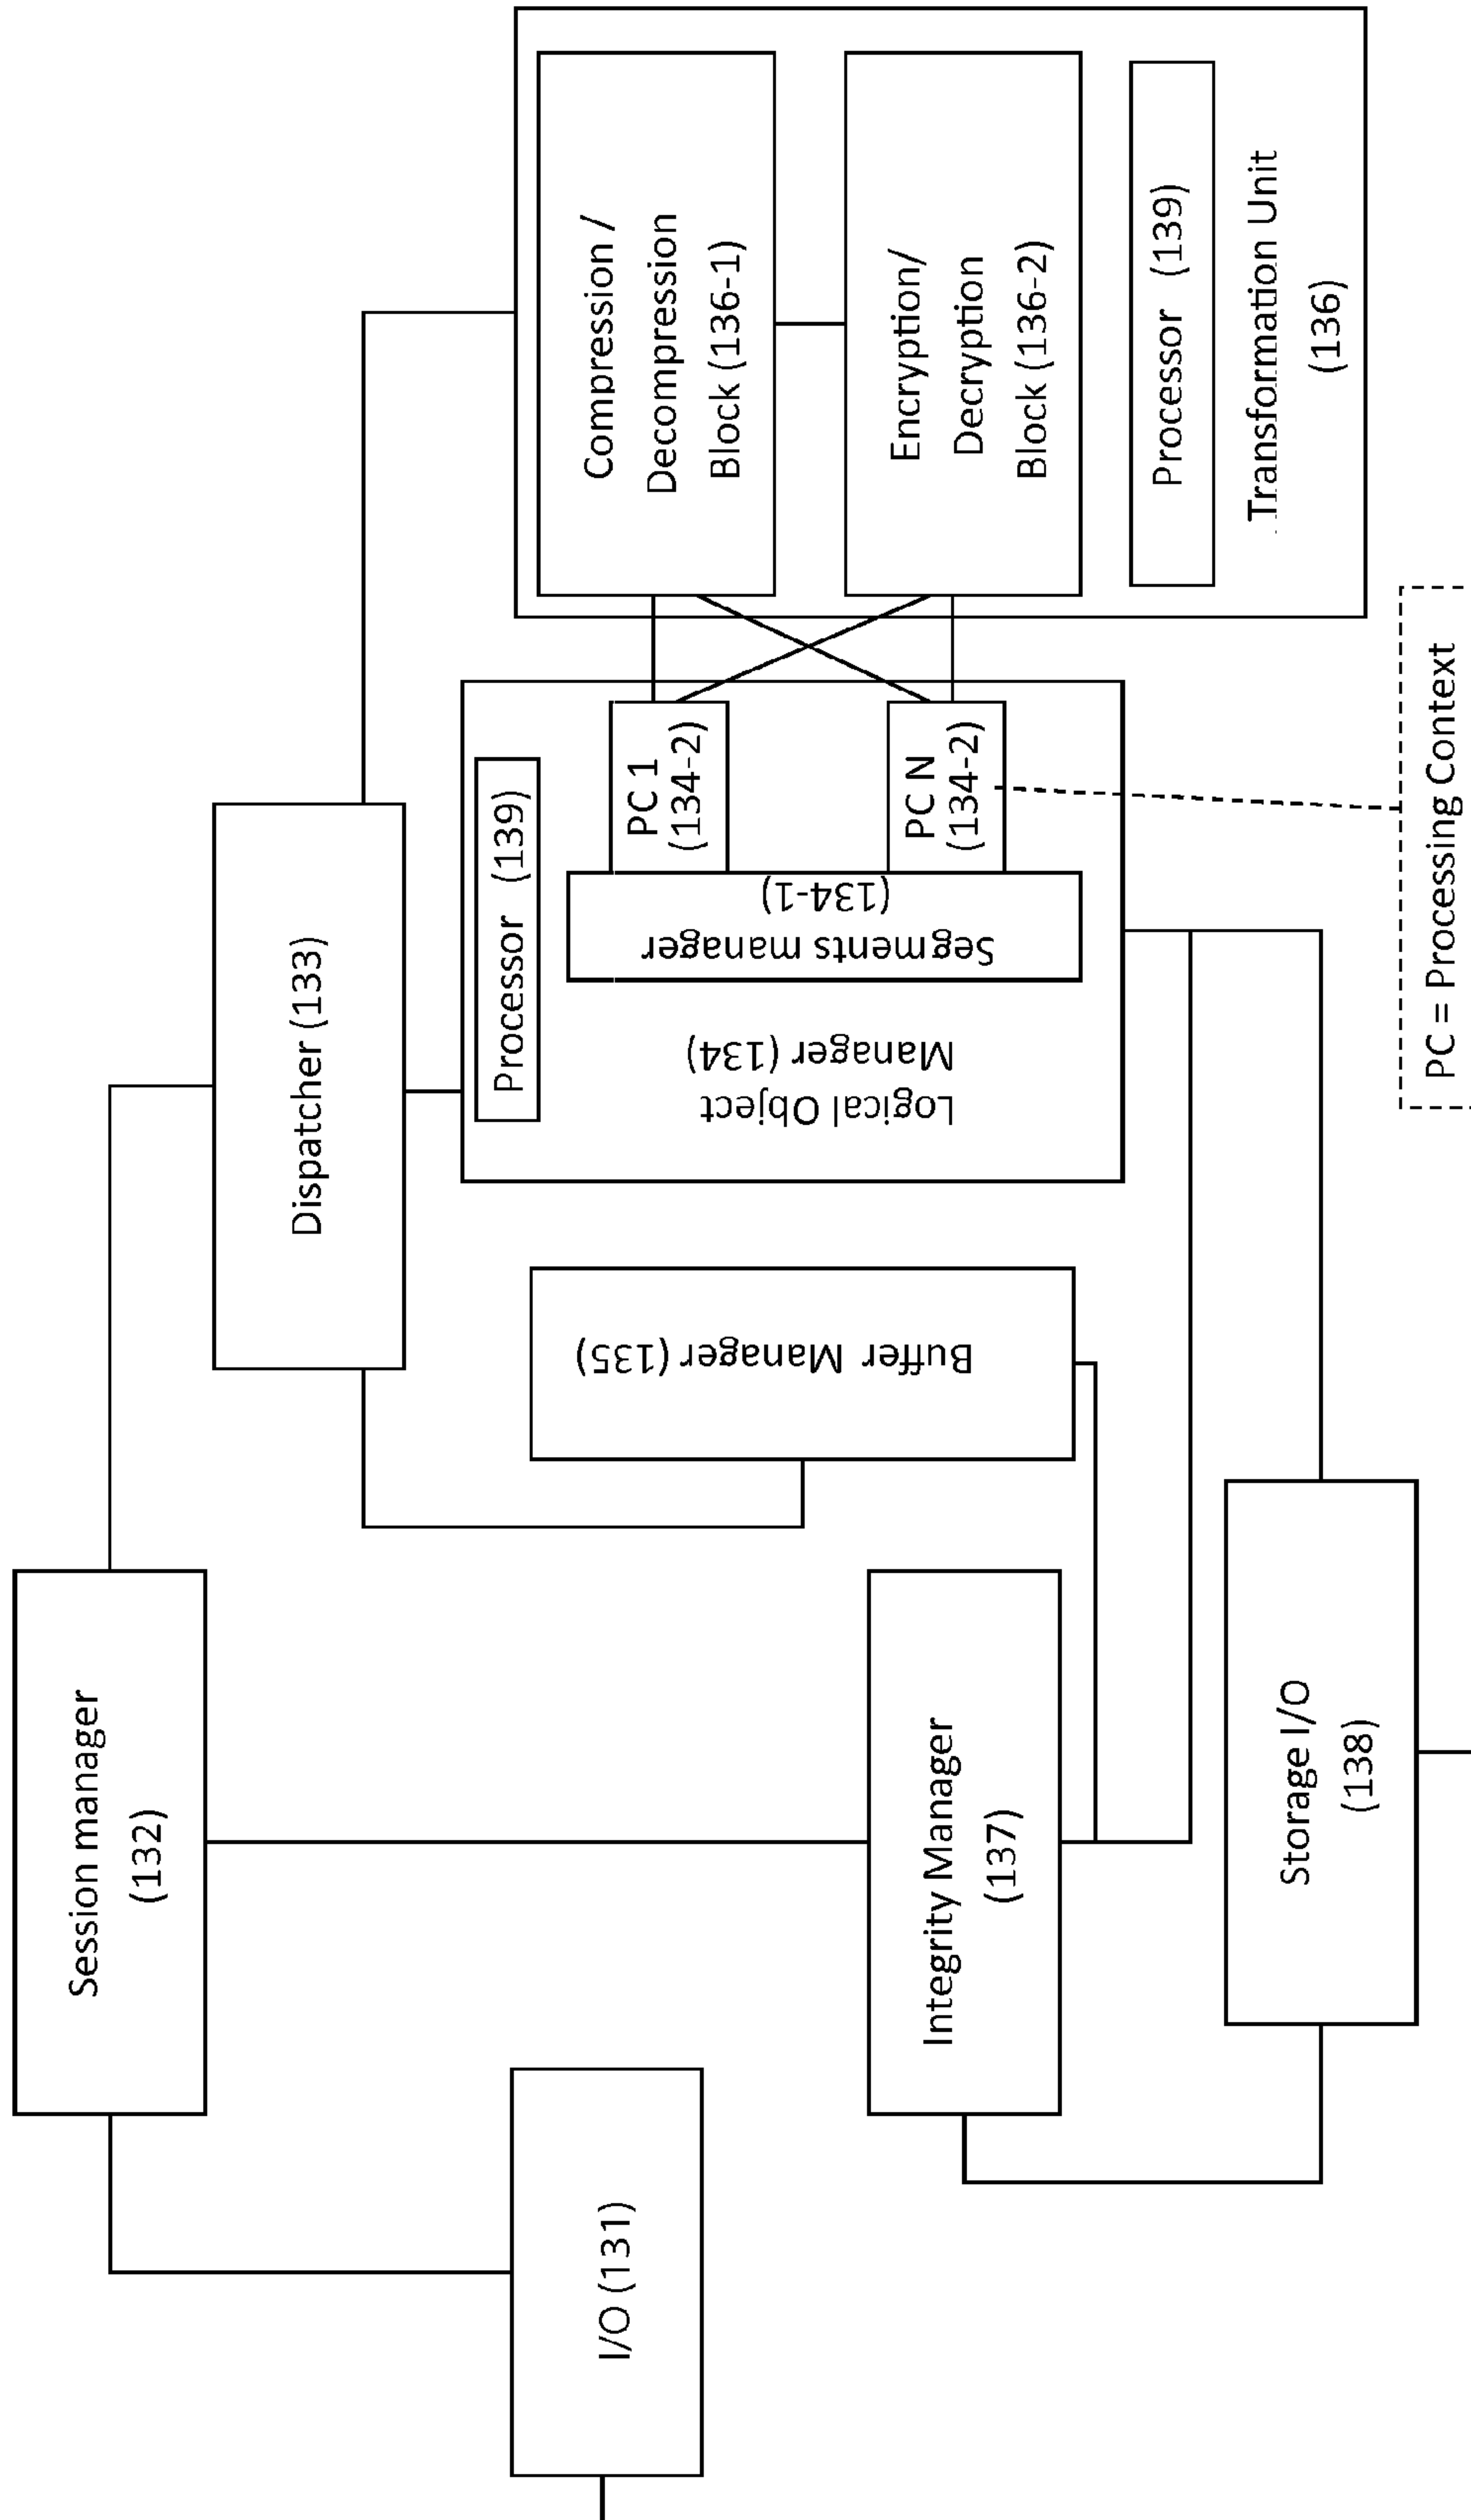 Session manager
(132)
I/O (131)
Dispatcher (133)
Buffer Manager (135)
Integrity Manager
(137)
Storage I/O
(138)
Processor (139)
Logical Object
Manager (134)
Segments manager
(134-1)
PC 1
(134-2)
PC N
(134-2)
PC = Processing Context
Compression /
Decompression
Block (136-1)
Encryption/
Decryption
Block (136-2)
Processor (139)
Transformation Unit
(136)